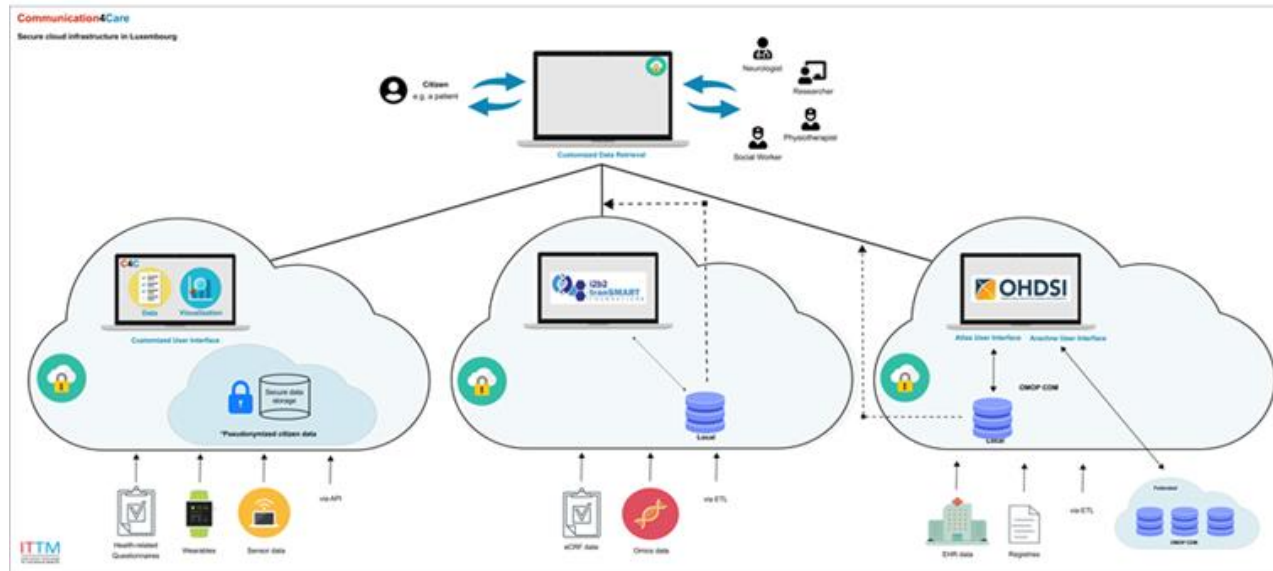 Communication4Care
Secure cloud infrastructure in Luxembourg
Citizen
e.g. a patient
Neurologist
Researcher
Physiotherapist
Social Worker
Customized Data Retrieval
C4C
Data
Visualisation
Customized User Interface
Secure data
storage
*Pseudonymized citizen data
i2b2
tranSMART
FOUNDATION
Local
OHDSI
Atlas User Interface
Arachne User Interface
OMOP CDM
Local
Health-related
Questionnaires
Wearables
Sensor data
via API
eCRF data
Omics data
via ETL
EHR data
Registries
via ETL
Federated
OMOP CDM
ITTM